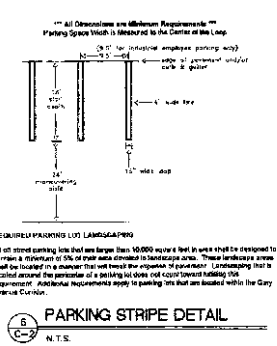 *** All Dimensions are Minimum Requirements ***
Parking Space Width is Measured to the Center of the Loop
for industrial employee parking only)
9.5'
edge of pavement and/or
curb & gutter
stall
depth
4" wide line
24'
maneuvering
aisle
wide loop
REQUIRED PARKING LOT LANDSCAPING
off street parking lots that are larger than 10,000 square feet in area shall be designed to
contain a minimum of 5% of their area devoted to landscape area. These landscape areas
shall be located in a manner that will break the expanse of pavement. Landscaping that is
located around the perimeter of a parking lot does not count toward fulfilling this
requirement. Additional requirements apply to parking lots that are located within the Gary
Avenue Corridor.
6
C-2
PARKING STRIPE DETAIL
N.T.S.